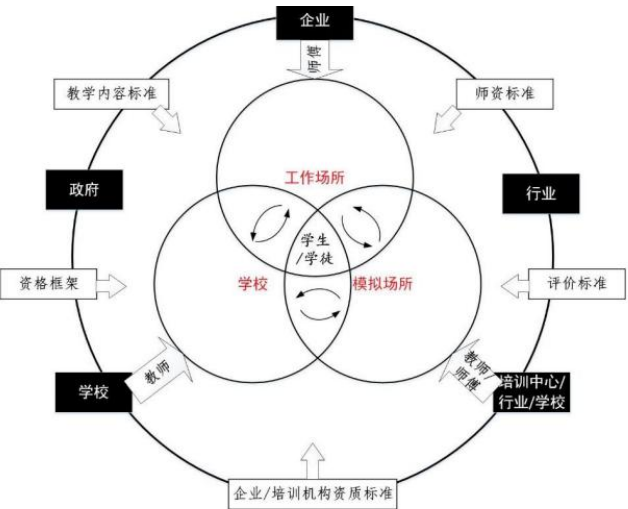 企业
师傅
教学内容标准
师资标准
工作场所
政府
行业
学生
/学徒
学校
模拟场所
资格框架
评价标准
教师
教师/
师傅
学校
培训中心/
行业/学校
企业/培训机构资质标准